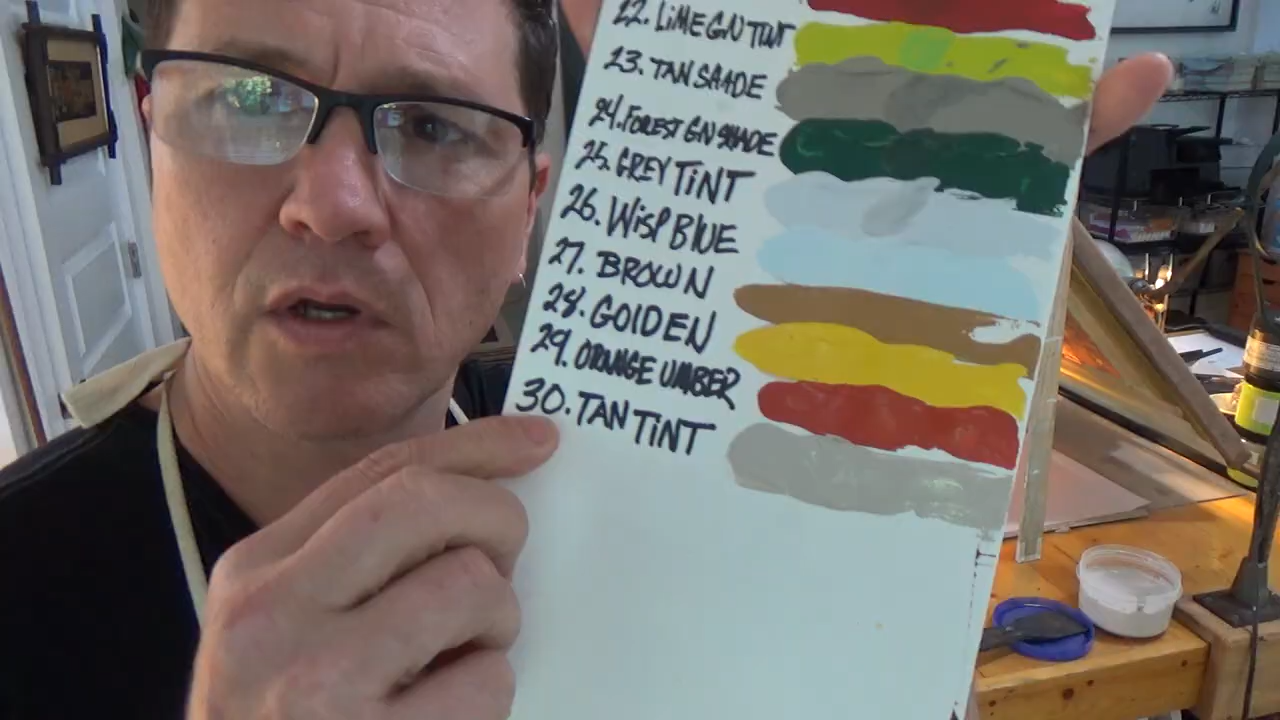 22. LIME GN TINT
23. TAN SHADE
24. FOREST GN SHADE
25. GREY TINT
26. WISP BLUE
27. BROWN
28. GOLDEN
29. ORANGE UMBER
30. TAN TINT